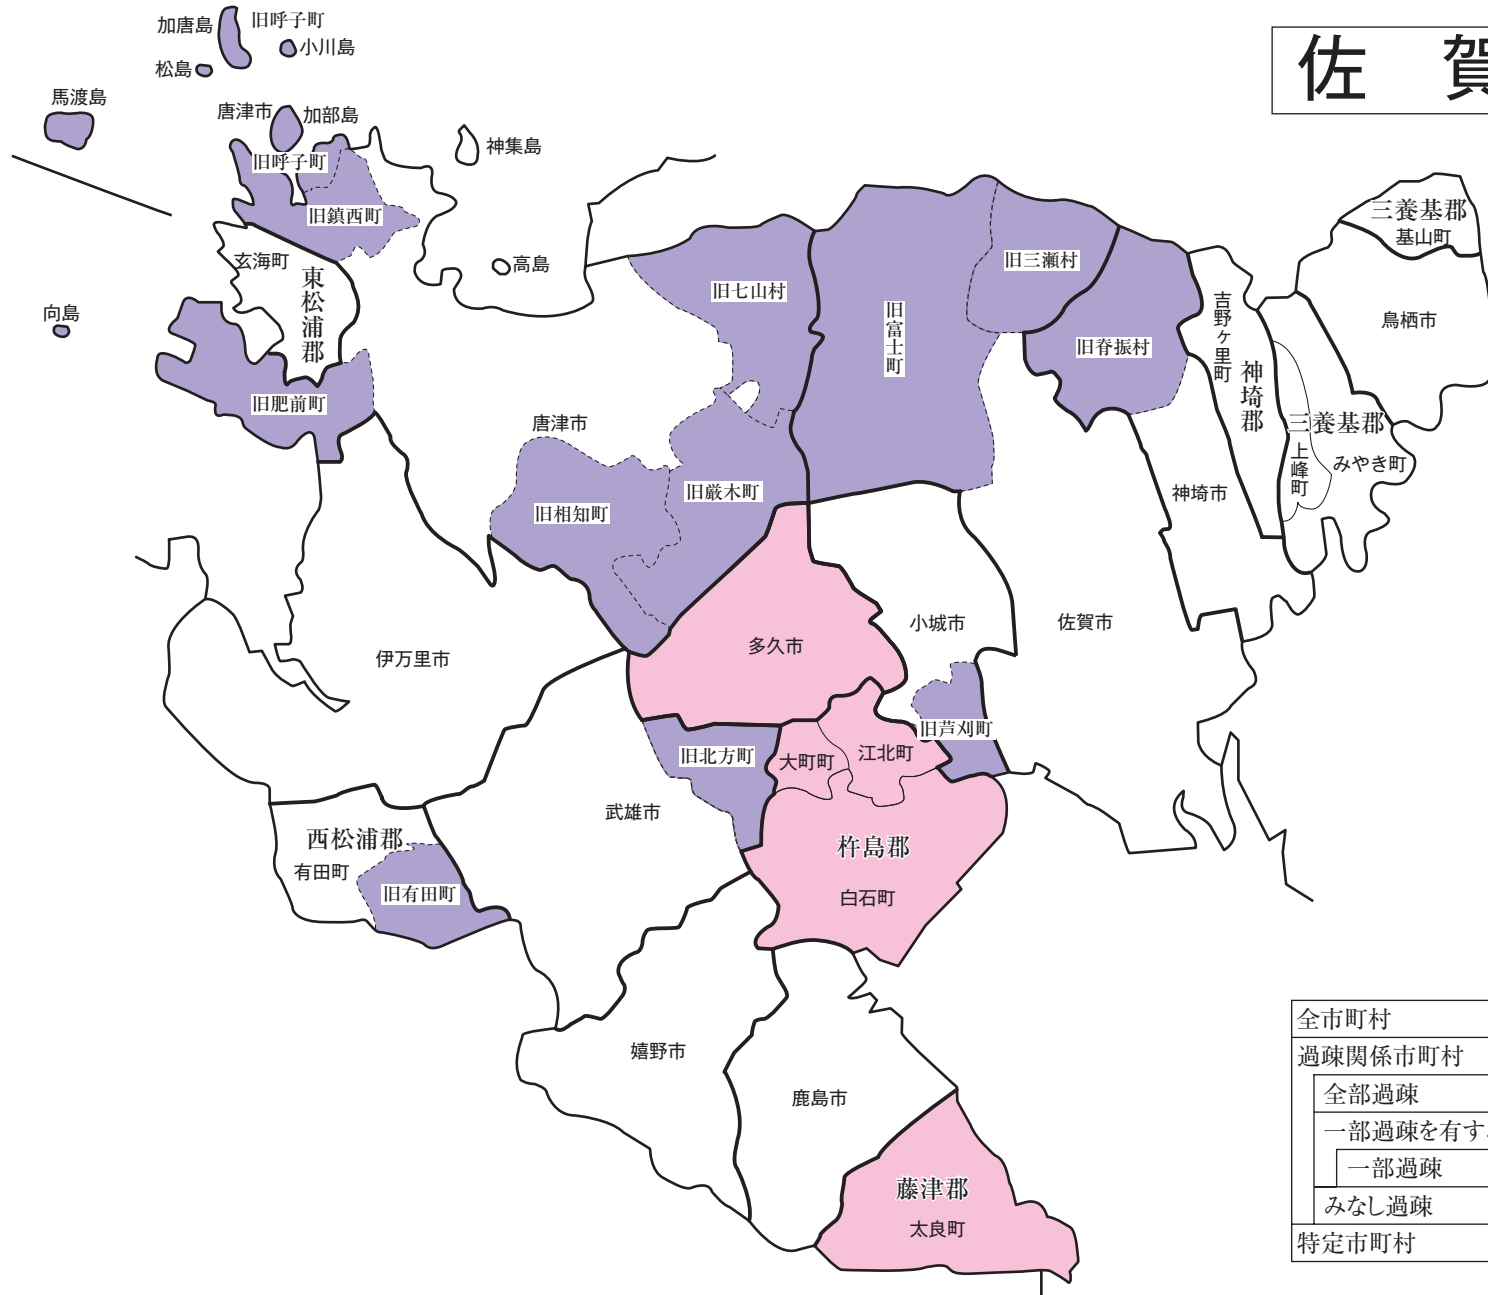 佐賀
加唐島
旧呼子町
小川島
松島
馬渡島
唐津市
加部島
神集島
旧呼子町
旧鎮西町
玄海町
東松浦郡
高島
向島
旧肥前町
旧七山村
旧富士町
旧三瀬村
旧脊振村
吉野ヶ里町
神埼郡
三養基郡
基山町
鳥栖市
三養基郡
上峰町
みやき町
唐津市
旧相知町
旧厳木町
神埼市
伊万里市
多久市
小城市
佐賀市
旧芦刈町
旧北方町
大町町
江北町
武雄市
杵島郡
白石町
西松浦郡
有田町
旧有田町
嬉野市
鹿島市
藤津郡
太良町
全市町村
過疎関係市町村
全部過疎
一部過疎を有す
一部過疎
みなし過疎
特定市町村